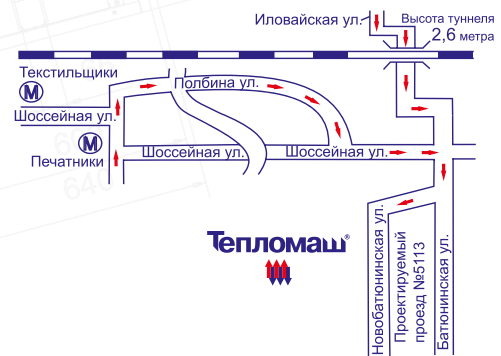 Иловайская ул.
Высота туннеля
2,6 метра
Текстильщики
М
Полбина ул.
Шоссейная ул.
М
Печатники
Шоссейная ул.
Шоссейная ул.
Тепломаш®
Новобатюнинская ул.
Проектируемый
проезд №5113
Батюнинская ул.
640